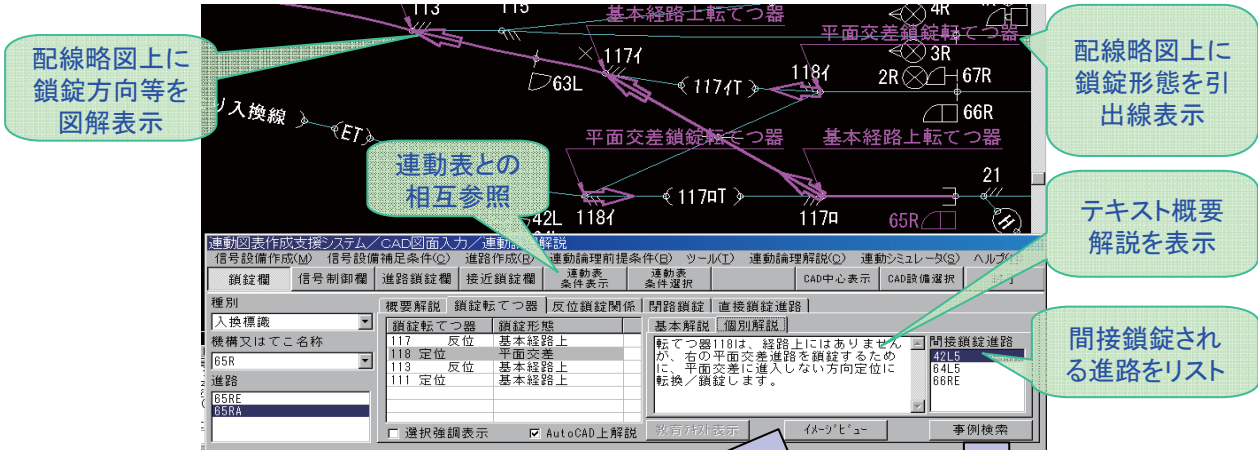 113
115
基本経路上転てつ器
4R
平面交差鎖錠転てつ器
配線略図上に
鎖錠方向等を
図解表示
配線略図上に
鎖錠形態を引
出線表示
117イ
3R
63L
117イT
118イ
2R
67R
66R
入換線
ET
平面交差鎖錠転てつ器
基本経路上転てつ器
連動表との
相互参照
21
117ロT
42L
118イ
117ロ
65R
H
テキスト概要
解説を表示
連動図表作成支援システム/CAD図面入力/連動論理解説
信号設備作成(M) 信号設備補足条件(C) 進路作成(R) 連動論理前提条件(E) ツール(T) 連動論理解説(C) 連動シミュレータ(S) ヘルプ
鎖錠欄 信号制御欄 進路鎖錠欄 接近鎖錠欄 連動表条件表示 連動表条件選択 CAD中心表示 CAD設備選択
種別
概要解説 鎖錠転てつ器 反位鎖錠関係 閉路鎖錠 直接鎖錠進路
入換標識
鎖錠転てつ器 鎖錠形態
基本解説 個別解説
機構又はてこ名称
117 反位 基本経路上
118 定位 平面交差
113 反位 基本経路上
111 定位 基本経路上
転てつ器118は、経路上にはありません
が、右の平面交差進路を鎖錠するため
に、平面交差に進入しない方向定位に
転換/鎖錠します。
間接鎖錠進路
42L5
64L5
66RE
65R
進路
65RE
65RA
間接鎖錠され
る進路をリスト
選択強調表示
AutoCAD上解説
教育テキスト表示
イメージビュー
事例検索